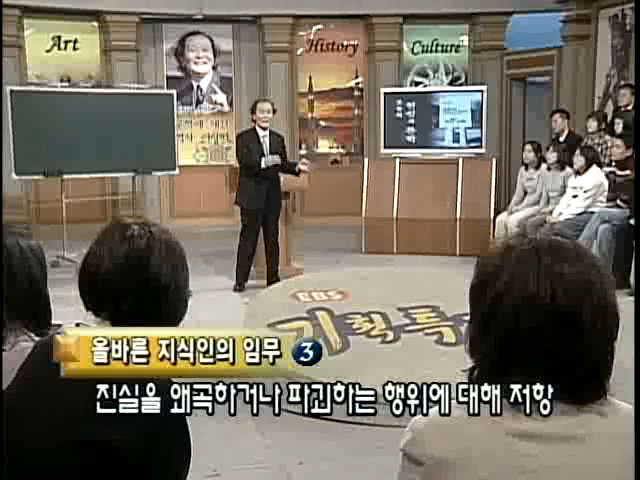 Art
History
Culture
EBS
기획특
올바른 지식인의 임무 3
진실을 왜곡하거나 파괴하는 행위에 대해 저항